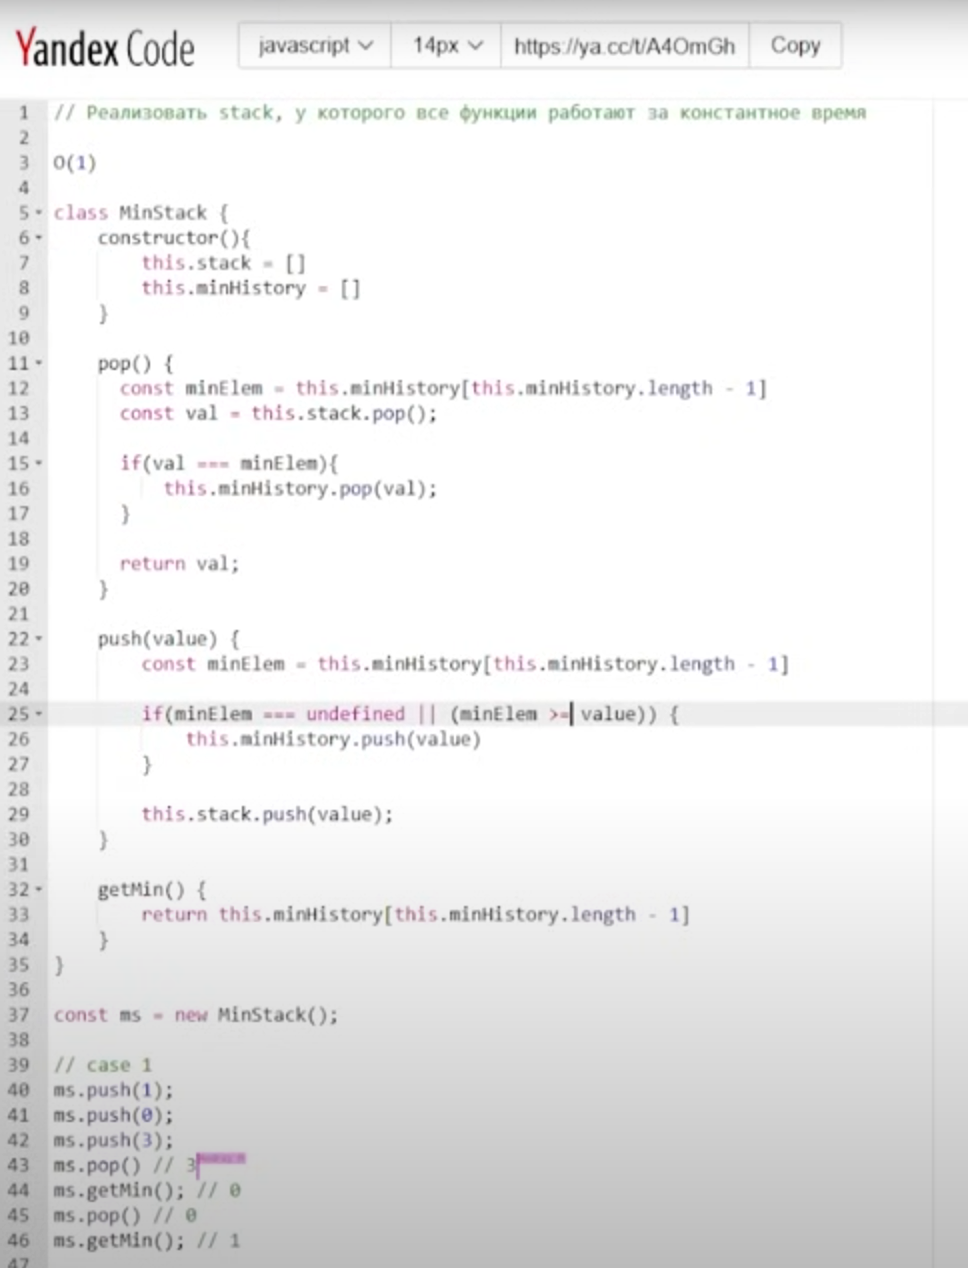 Yandex Code
javascript
14px
https://ya.cc/t/A4OmGh
Copy
1 // Реализовать stack, у которого все функции работают за константное время
2
3 O(1)
4
5 class MinStack {
6 constructor(){
7 this.stack = []
8 this.minHistory = []
9 }
10
11 pop() {
12 const minElem = this.minHistory[this.minHistory.length - 1]
13 const val = this.stack.pop();
14
15 if(val === minElem){
16 this.minHistory.pop(val);
17 }
18
19 return val;
20 }
21
22 push(value) {
23 const minElem = this.minHistory[this.minHistory.length - 1]
24
25 if(minElem === undefined || (minElem >= value)) {
26 this.minHistory.push(value)
27 }
28
29 this.stack.push(value);
30 }
31
32 getMin() {
33 return this.minHistory[this.minHistory.length - 1]
34 }
35 }
36
37 const ms = new MinStack();
38
39 // case 1
40 ms.push(1);
41 ms.push(0);
42 ms.push(3);
43 ms.pop() // 3
44 ms.getMin(); // 0
45 ms.pop() // 0
46 ms.getMin(); // 1
47